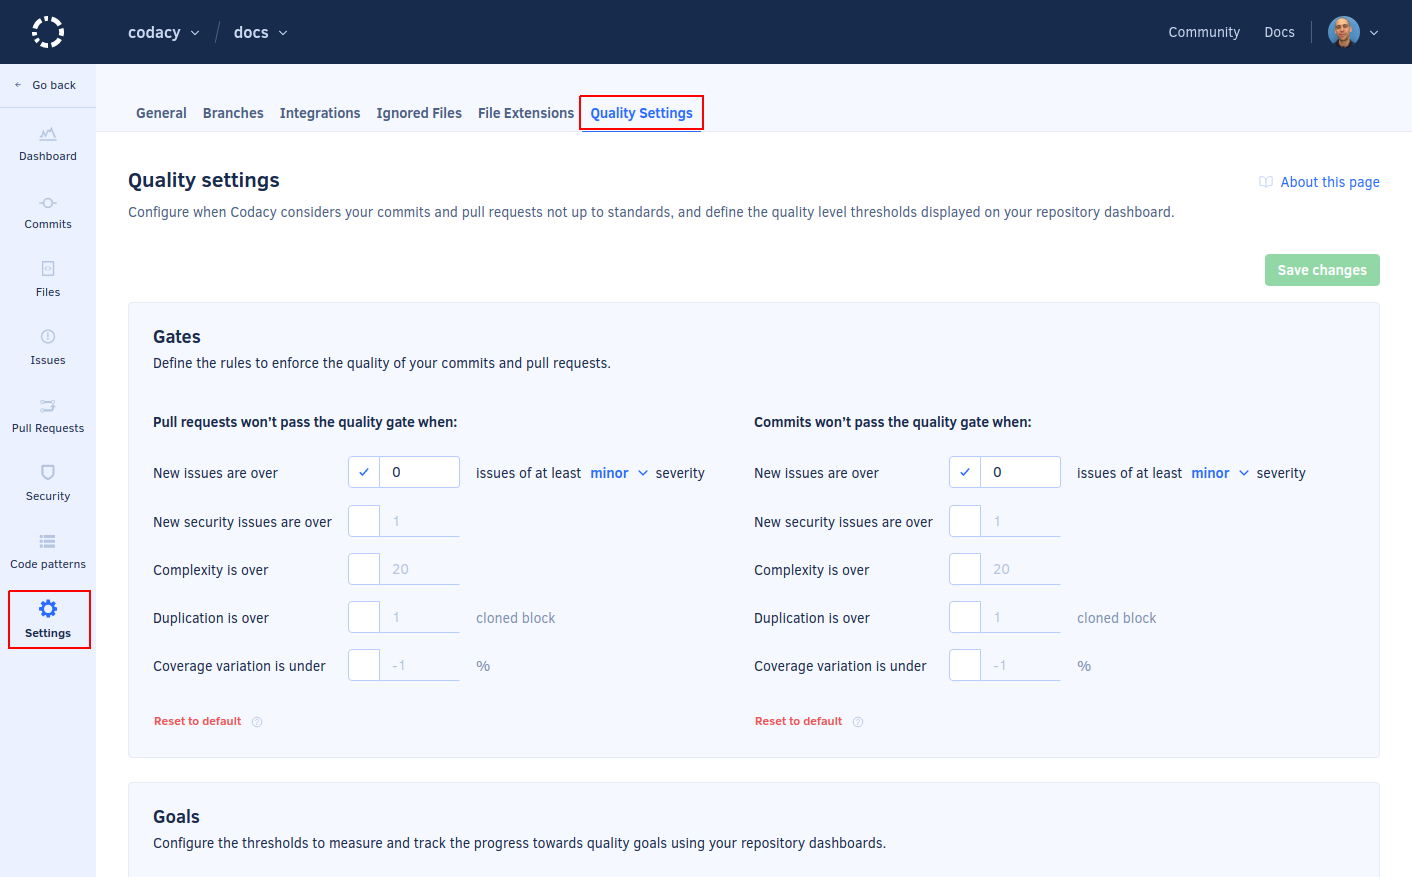 codacy docs Community Docs
Go back
General Branches Integrations Ignored Files File Extensions Quality Settings
Dashboard
Commits
Files
Issues
Pull Requests
Security
Code patterns
Settings
Quality settings
About this page
Configure when Codacy considers your commits and pull requests not up to standards, and define the quality level thresholds displayed on your repository dashboard.
Save changes
Gates
Define the rules to enforce the quality of your commits and pull requests.
Pull requests won’t pass the quality gate when:
New issues are over 0 issues of at least minor severity
New security issues are over 1
Complexity is over 20
Duplication is over 1 cloned block
Coverage variation is under -1 %
Reset to default ?
Commits won’t pass the quality gate when:
New issues are over 0 issues of at least minor severity
New security issues are over 1
Complexity is over 20
Duplication is over 1 cloned block
Coverage variation is under -1 %
Reset to default ?
Goals
Configure the thresholds to measure and track the progress towards quality goals using your repository dashboards.